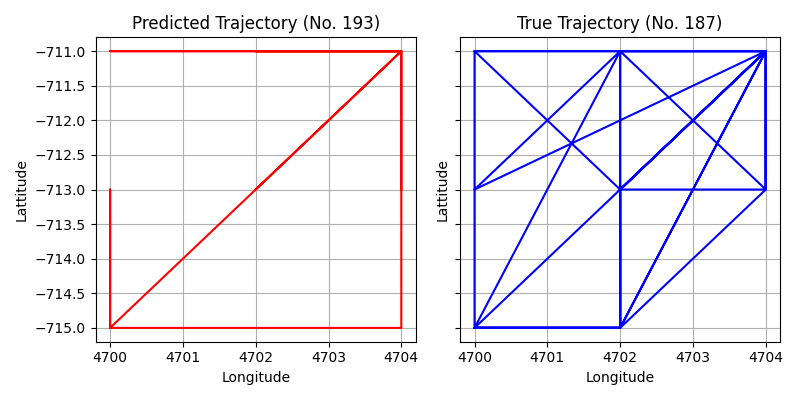 Predicted Trajectory (No. 193)
True Trajectory (No. 187)
−711.0
−711.5
−712.0
−712.5
−713.0
−713.5
−714.0
−714.5
−715.0
Lattitude
Lattitude
4700 4701 4702 4703 4704
4700 4701 4702 4703 4704
Longitude
Longitude